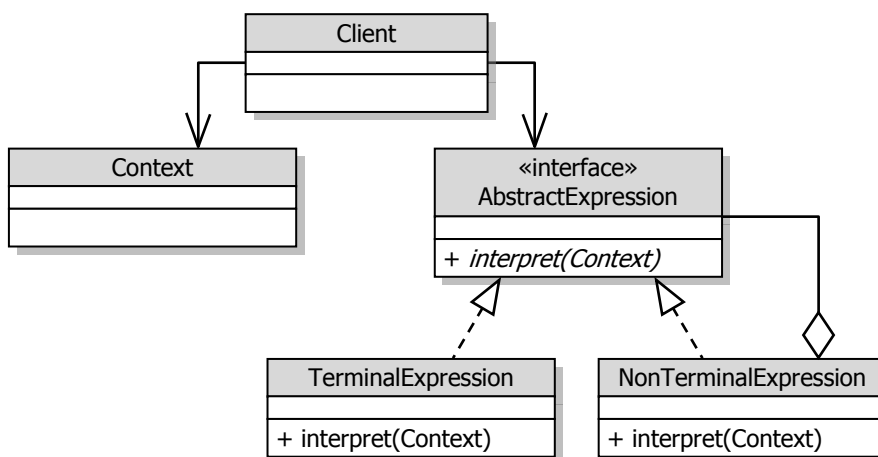 Client
Context
«interface»
AbstractExpression
+ interpret(Context)
TerminalExpression
+ interpret(Context)
NonTerminalExpression
+ interpret(Context)